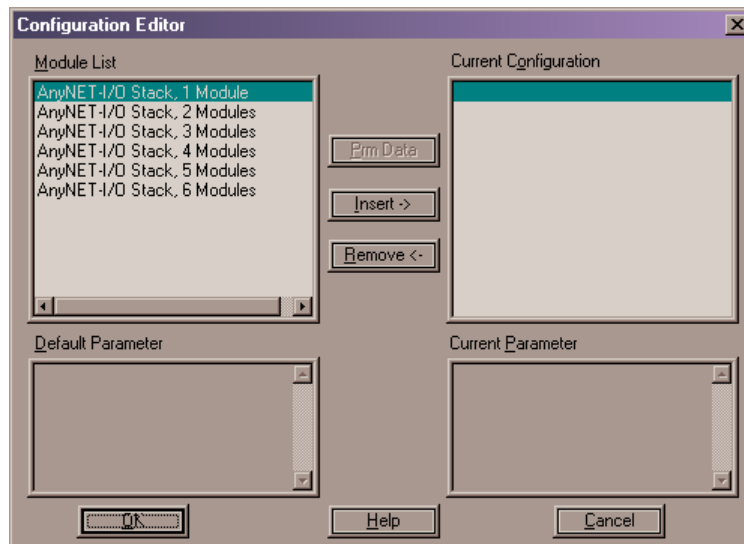 Configuration Editor
Module List
Current Configuration
AnyNET-I/O Stack, 1 Module
AnyNET-I/O Stack, 2 Modules
AnyNET-I/O Stack, 3 Modules
AnyNET-I/O Stack, 4 Modules
AnyNET-I/O Stack, 5 Modules
AnyNET-I/O Stack, 6 Modules
Prm Data
Insert ->
Remove <-
Default Parameter
Current Parameter
OK
Help
Cancel